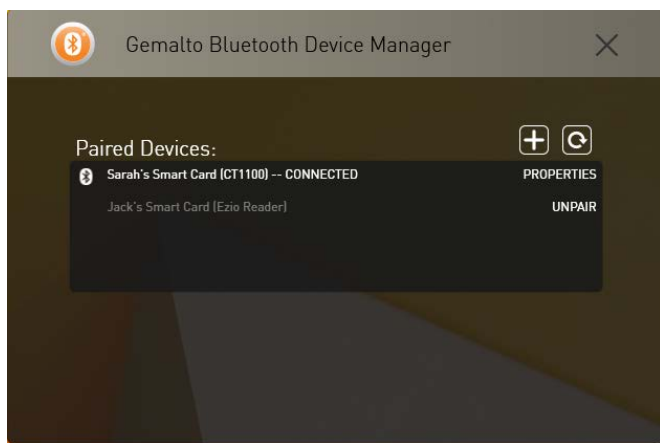 Gemalto Bluetooth Device Manager
Paired Devices:
Sarah's Smart Card (CT1100) -- CONNECTED PROPERTIES
Jack's Smart Card (Ezio Reader) UNPAIR